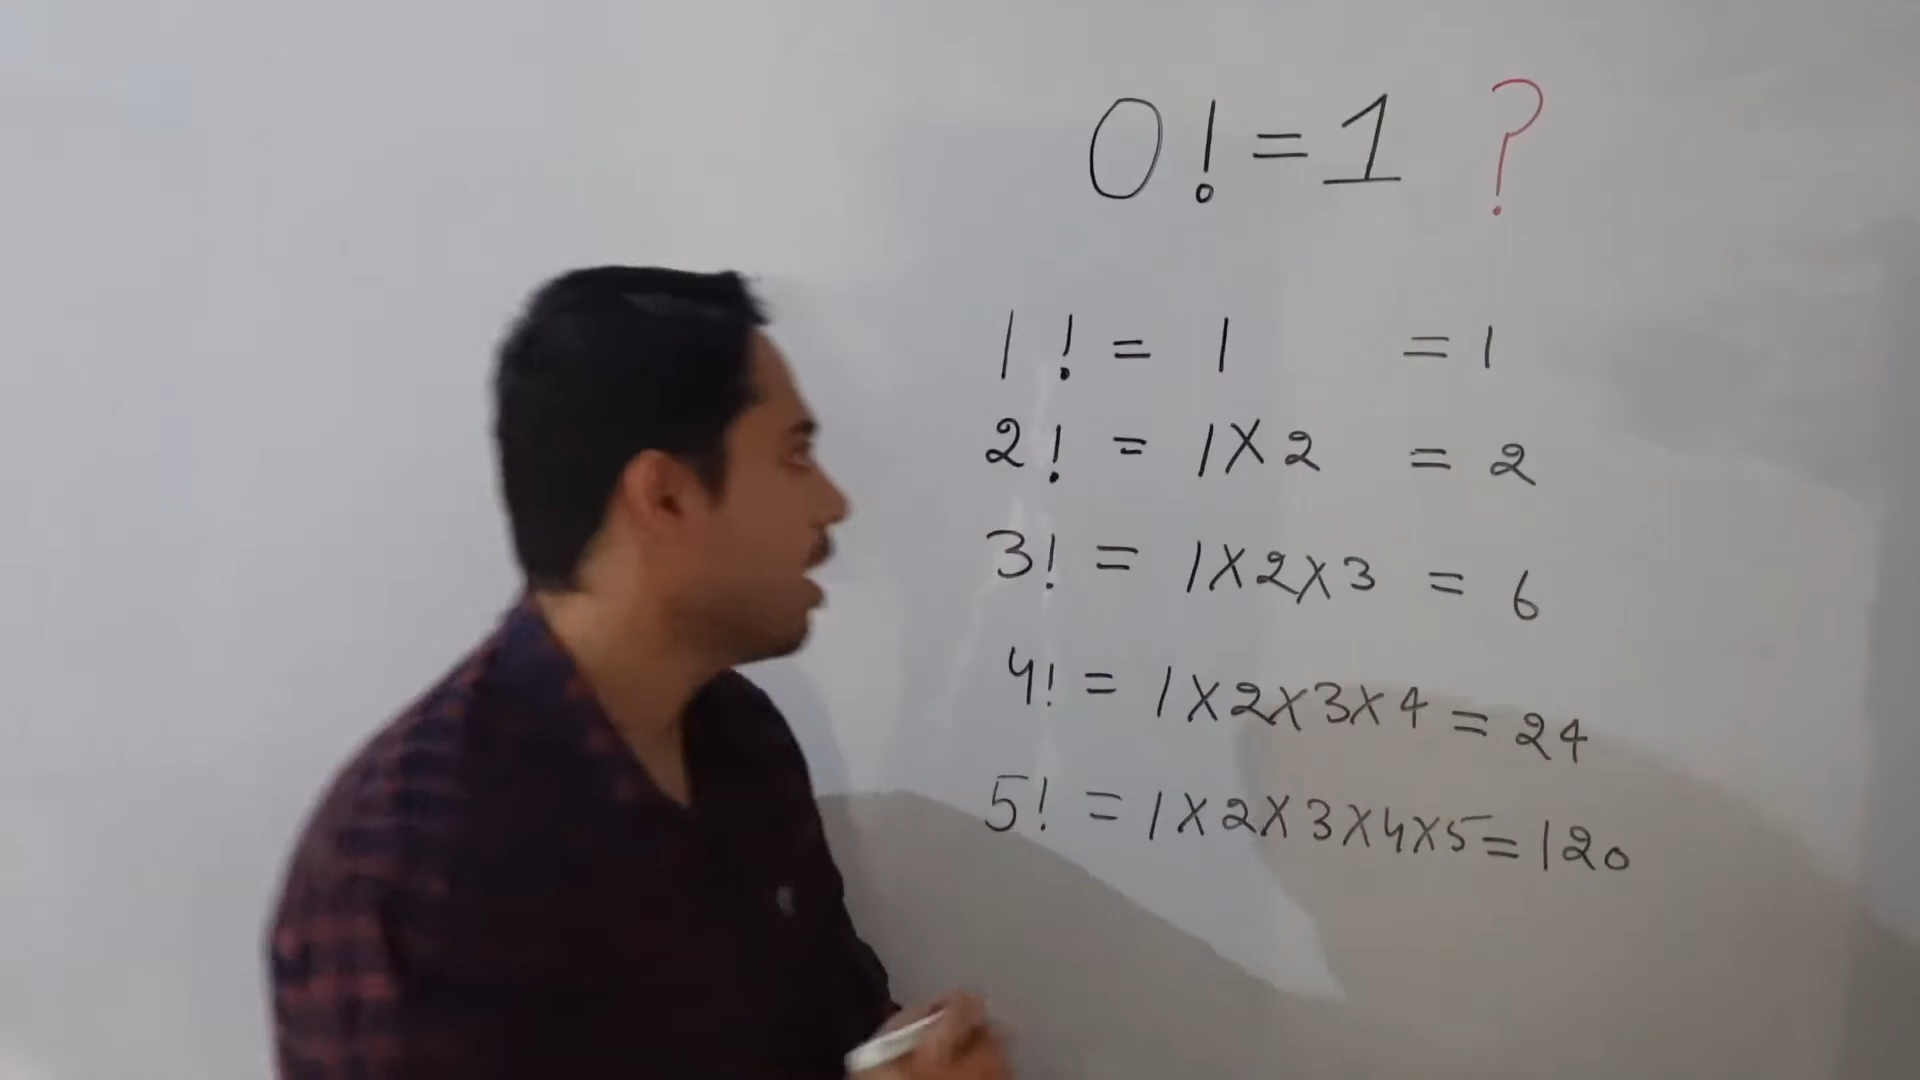 0! = 1 ?
1! = 1 = 1
2! = 1X2 = 2
3! = 1X2X3 = 6
4! = 1X2X3X4 = 24
5! = 1X2X3X4X5 = 120